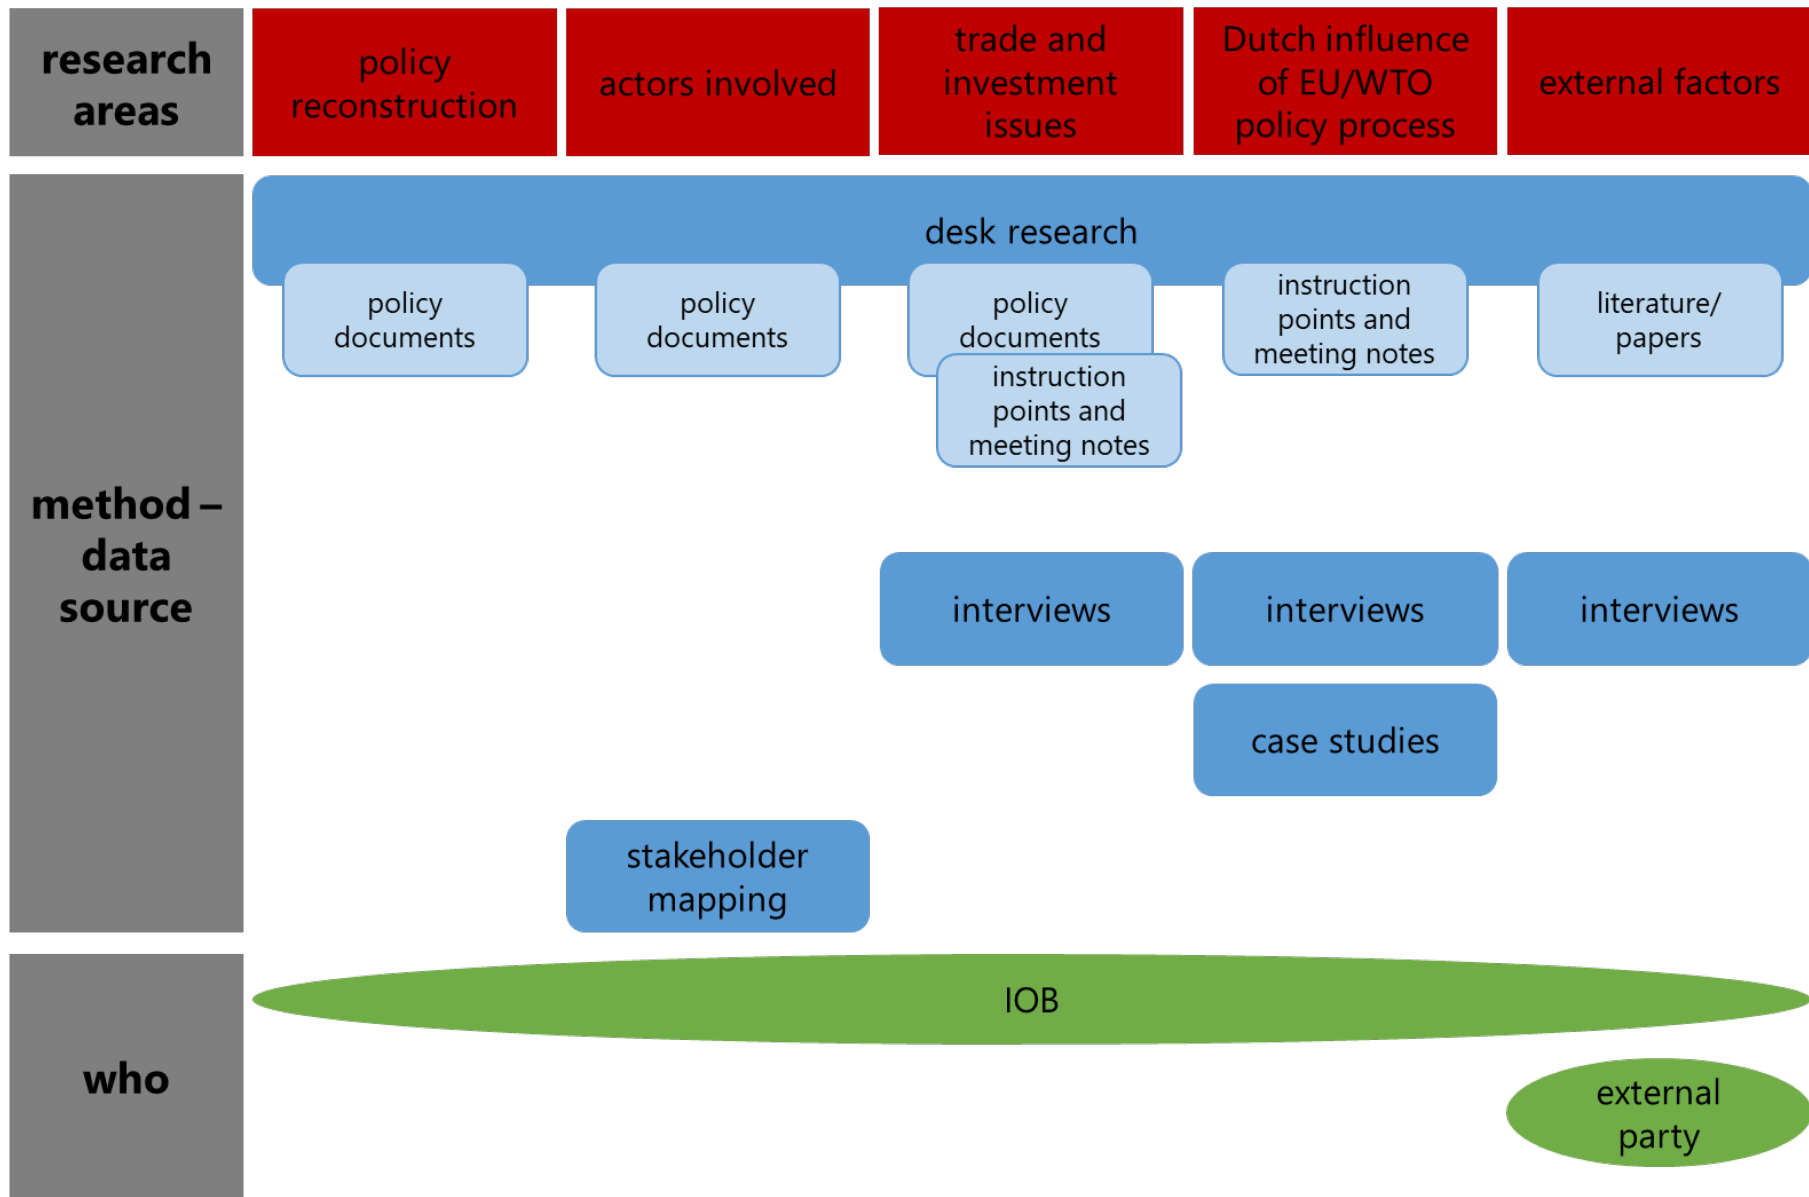 research
areas
policy
reconstruction
actors involved
trade and
investment
issues
Dutch influence
of EU/WTO
policy process
external factors
method –
data
source
desk research
policy
documents
policy
documents
policy
documents
instruction
points and
meeting notes
instruction
points and
meeting notes
literature/
papers
interviews
interviews
interviews
case studies
stakeholder
mapping
who
IOB
external
party